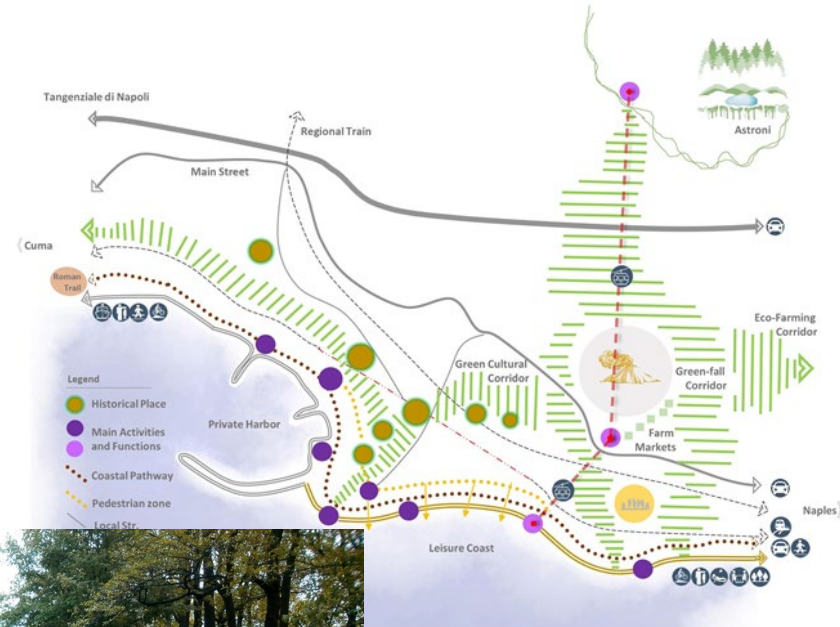 Tangenziale di Napoli
Regional Train
Main Street
Astroni
Cuma
Roman
Trail
Eco-Farming
Corridor
Green Cultural
Corridor
Green-fall
Corridor
Legend
Historical Place
Main Activities
and Functions
Coastal Pathway
Pedestrian zone
Local Str.
Private Harbor
Farm
Markets
Naples
Leisure Coast